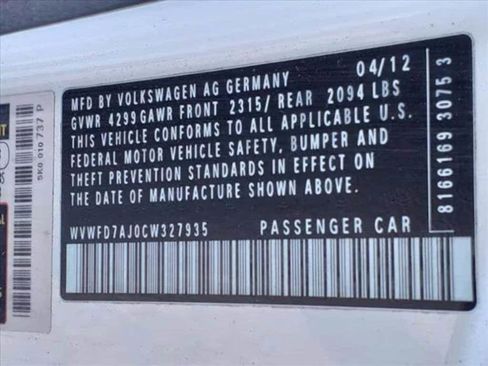 MFD BY VOLKSWAGEN AG GERMANY 04/12
GVWR 4299 GAWR FRONT 2315/ REAR 2094 LBS
THIS VEHICLE CONFORMS TO ALL APPLICABLE U.S.
FEDERAL MOTOR VEHICLE SAFETY, BUMPER AND
THEFT PREVENTION STANDARDS IN EFFECT ON
THE DATE OF MANUFACTURE SHOWN ABOVE.
WVWFD7AJ0CW327935 PASSENGER CAR
8166169 3075 3
5K0 010 737 P